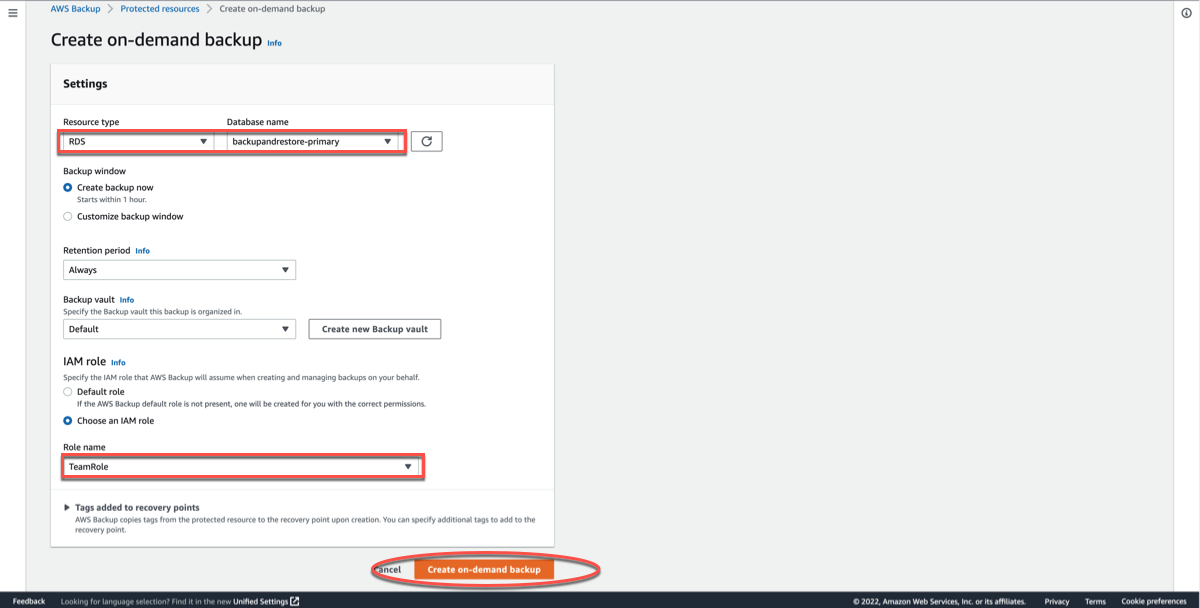 AWS Backup > Protected resources > Create on-demand backup
Create on-demand backup Info
Settings
Resource type Database name
RDS backupandrestore-primary
Backup window
Create backup now
Starts within 1 hour.
Customize backup window
Retention period Info
Always
Backup vault Info
Specify the Backup vault this backup is organized in.
Default Create new Backup vault
IAM role Info
Specify the IAM role that AWS Backup will assume when creating and managing backups on your behalf.
Default role
If the AWS Backup default role is not present, one will be created for you with the correct permissions.
Choose an IAM role
Role name
TeamRole
Tags added to recovery points
AWS Backup copies tags from the protected resource to the recovery point upon creation. You can specify additional tags to add to the
recovery point.
Cancel Create on-demand backup
Feedback Looking for language selection? Find it in the new Unified Settings © 2022, Amazon Web Services, Inc. or its affiliates. Privacy Terms Cookie preferences